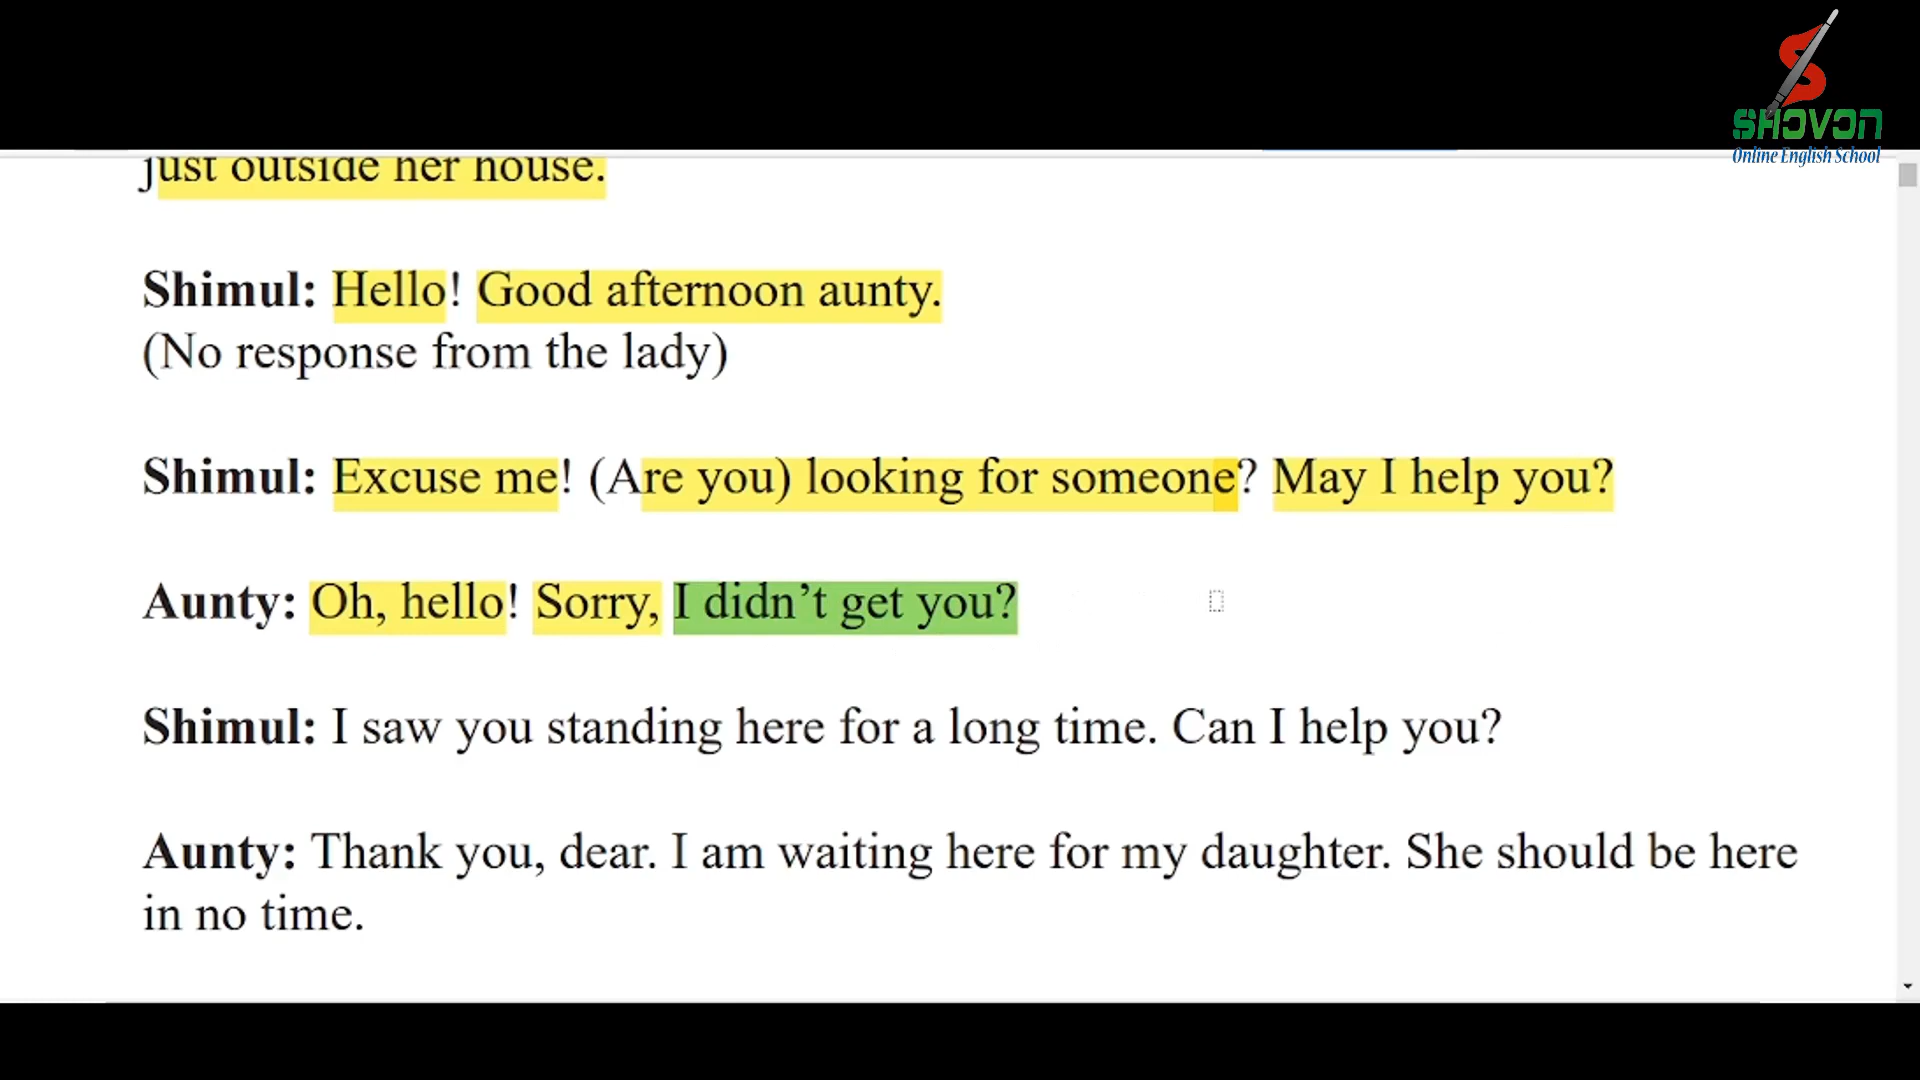 SHOVON
Online English School
just outside her house.
Shimul: Hello! Good afternoon aunty.
(No response from the lady)
Shimul: Excuse me! (Are you) looking for someone? May I help you?
Aunty: Oh, hello! Sorry, I didn’t get you?
Shimul: I saw you standing here for a long time. Can I help you?
Aunty: Thank you, dear. I am waiting here for my daughter. She should be here
in no time.